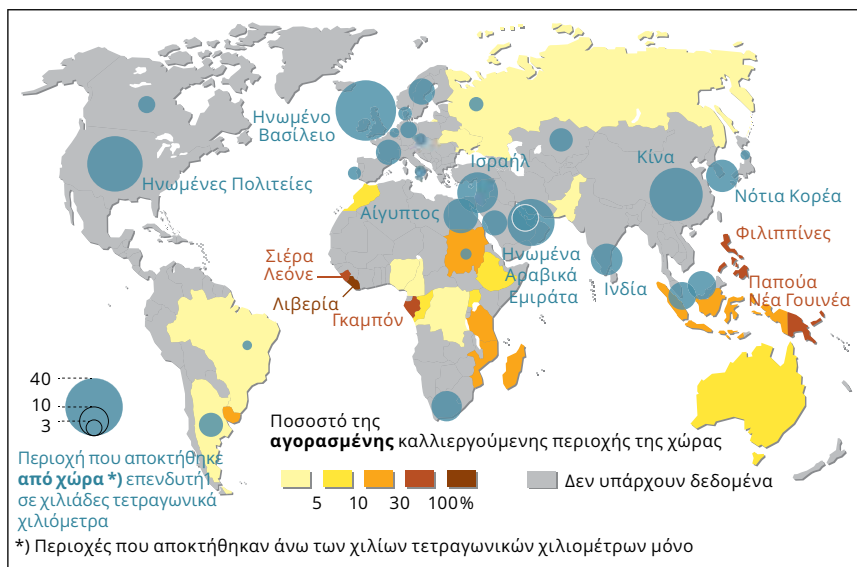 Ηνωμένο
Βασίλειο
Ηνωμένες Πολιτείες
Ισραήλ
Κίνα
Νότια Κορέα
Αίγυπτος
Φιλιππίνες
Σιέρα
Λεόνε
Λιβερία
Γκαμπόν
Ηνωμένα
Αραβικά
Εμιράτα
Ινδία
Παπούα
Νέα Γουινέα
40
10
3
Περιοχή που αποκτήθηκε
από χώρα *) επενδυτή1
σε χιλιάδες τετραγωνικά
χιλιόμετρα
Ποσοστό της
αγορασμένης καλλιεργούμενης περιοχής της χώρας
5 10 30 100%
Δεν υπάρχουν δεδομένα
*) Περιοχές που αποκτήθηκαν άνω των χιλίων τετραγωνικών χιλιομέτρων μόνο